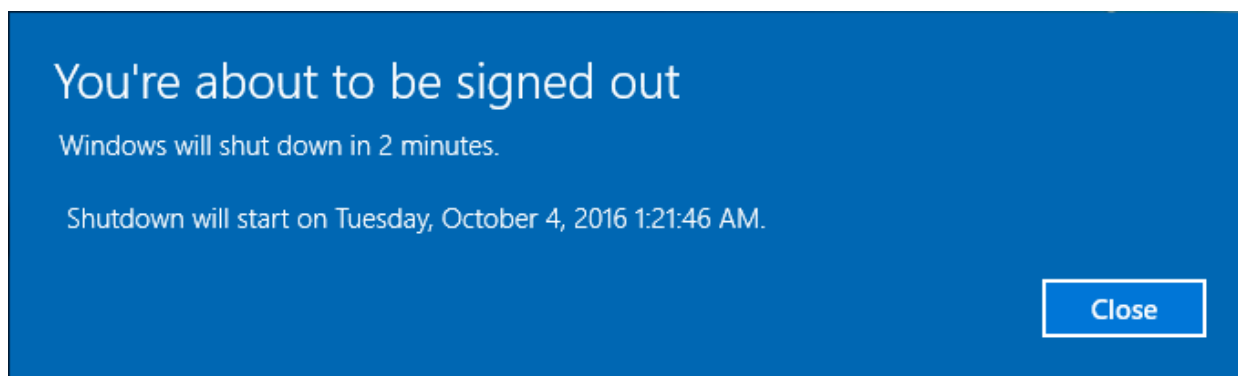 You're about to be signed out
Windows will shut down in 2 minutes.
Shutdown will start on Tuesday, October 4, 2016 1:21:46 AM.
Close